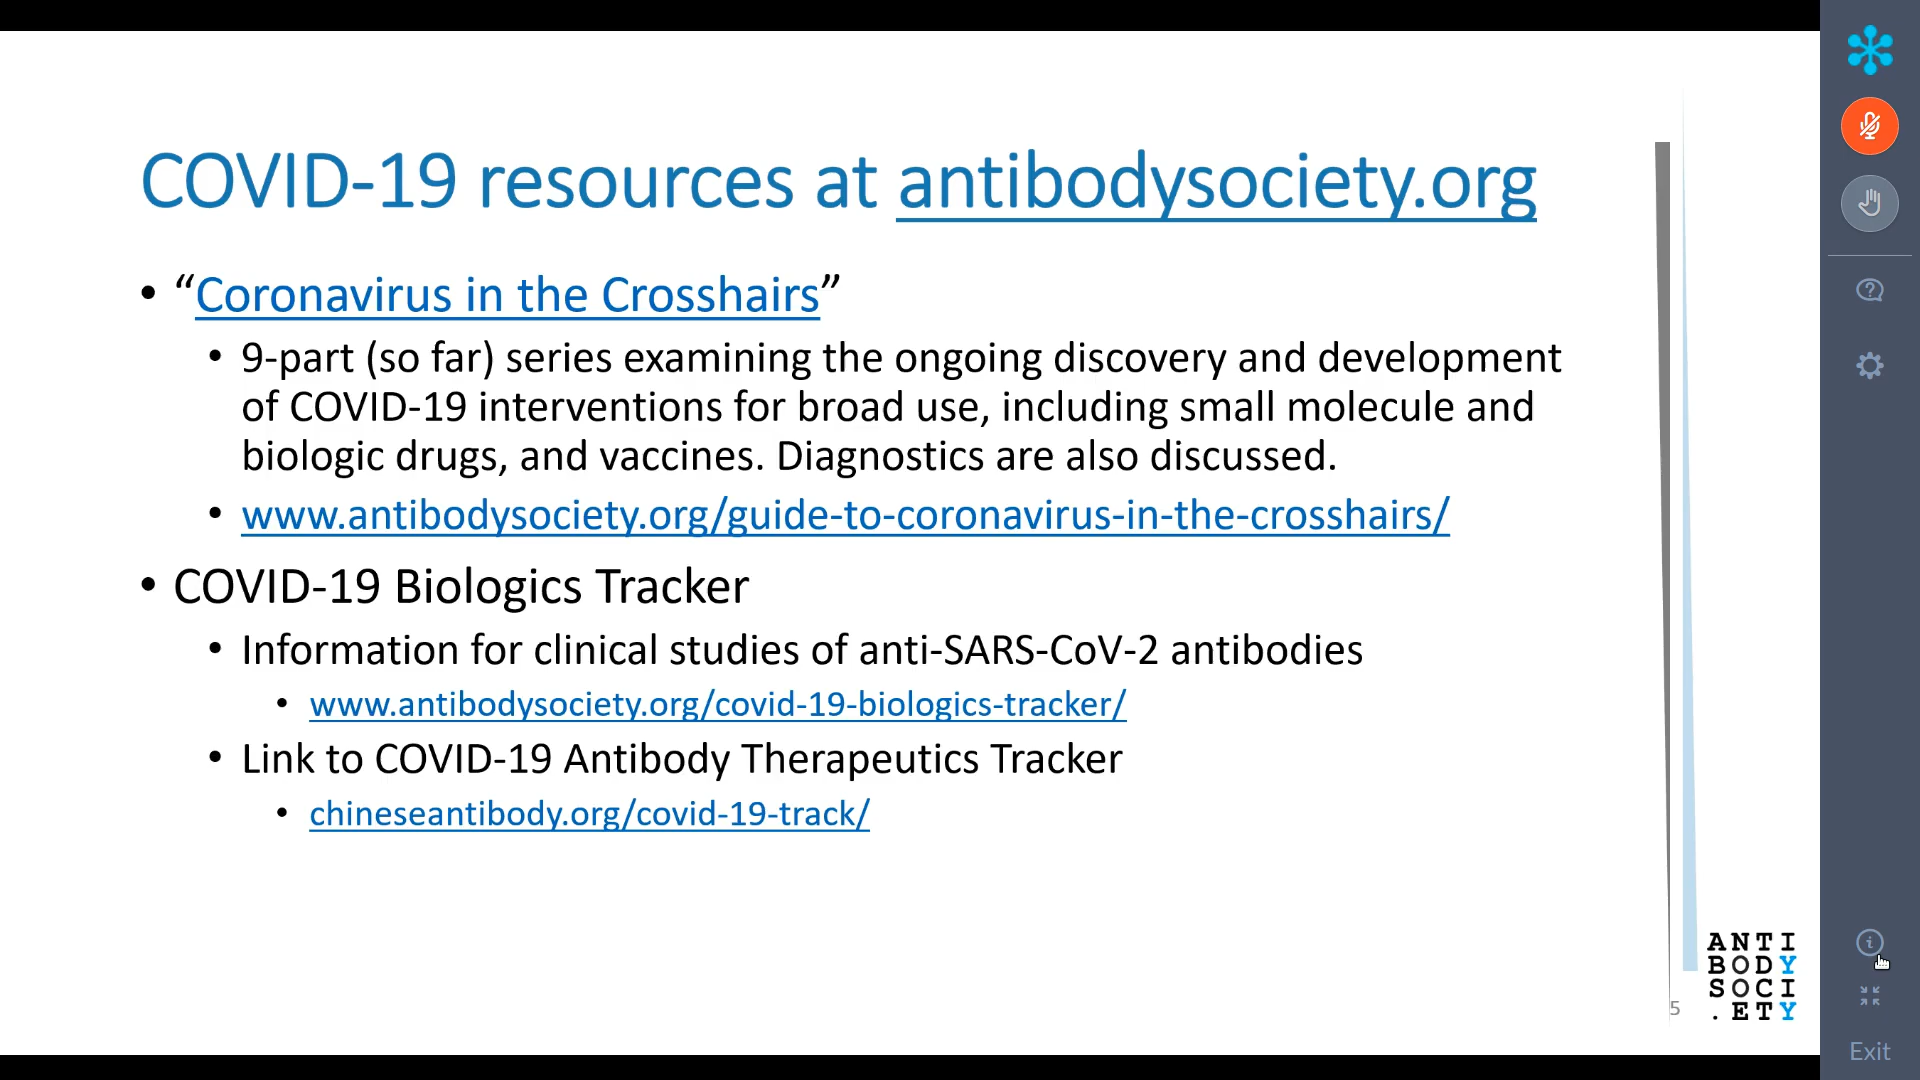 COVID-19 resources at antibodysociety.org
• “Coronavirus in the Crosshairs”
• 9-part (so far) series examining the ongoing discovery and development
of COVID-19 interventions for broad use, including small molecule and
biologic drugs, and vaccines. Diagnostics are also discussed.
• www.antibodysociety.org/guide-to-coronavirus-in-the-crosshairs/
• COVID-19 Biologics Tracker
• Information for clinical studies of anti-SARS-CoV-2 antibodies
• www.antibodysociety.org/covid-19-biologics-tracker/
• Link to COVID-19 Antibody Therapeutics Tracker
• chineseantibody.org/covid-19-track/
5
ANTI
BODY
SOCI
.ETY
Exit